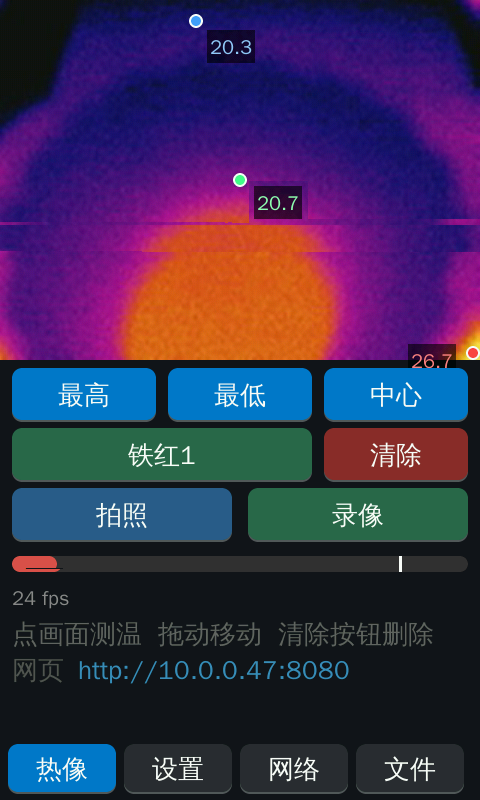 20.3
20.7
26.7
最高 最低 中心
铁红1 清除
拍照 录像
24 fps
点画面测温 拖动移动 清除按钮删除
网页 http://10.0.0.47:8080
热像 设置 网络 文件